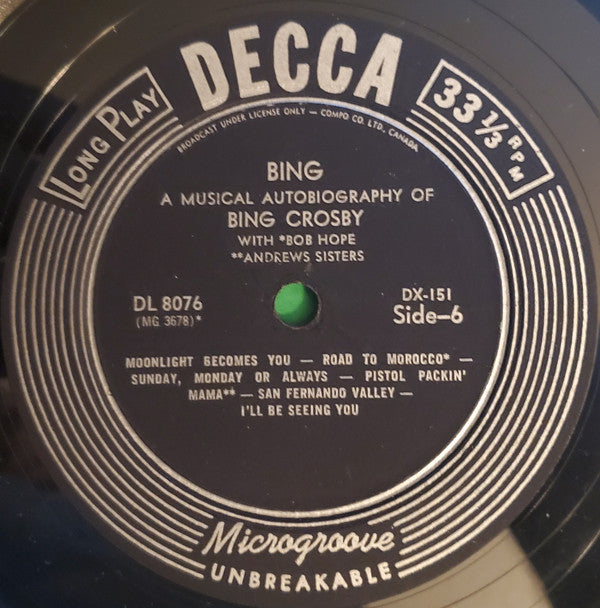 DECCA
LONG PLAY
33 1/3 RPM
BROADCAST UNDER LICENSE ONLY — COMPO CO. LTD., CANADA
BING
A MUSICAL AUTOBIOGRAPHY OF
BING CROSBY
WITH *BOB HOPE
**ANDREWS SISTERS
DL 8076
(MG 3678)*
DX-151
Side-6
MOONLIGHT BECOMES YOU — ROAD TO MOROCCO* —
SUNDAY, MONDAY OR ALWAYS — PISTOL PACKIN'
MAMA** — SAN FERNANDO VALLEY —
I'LL BE SEEING YOU
Microgroove
UNBREAKABLE